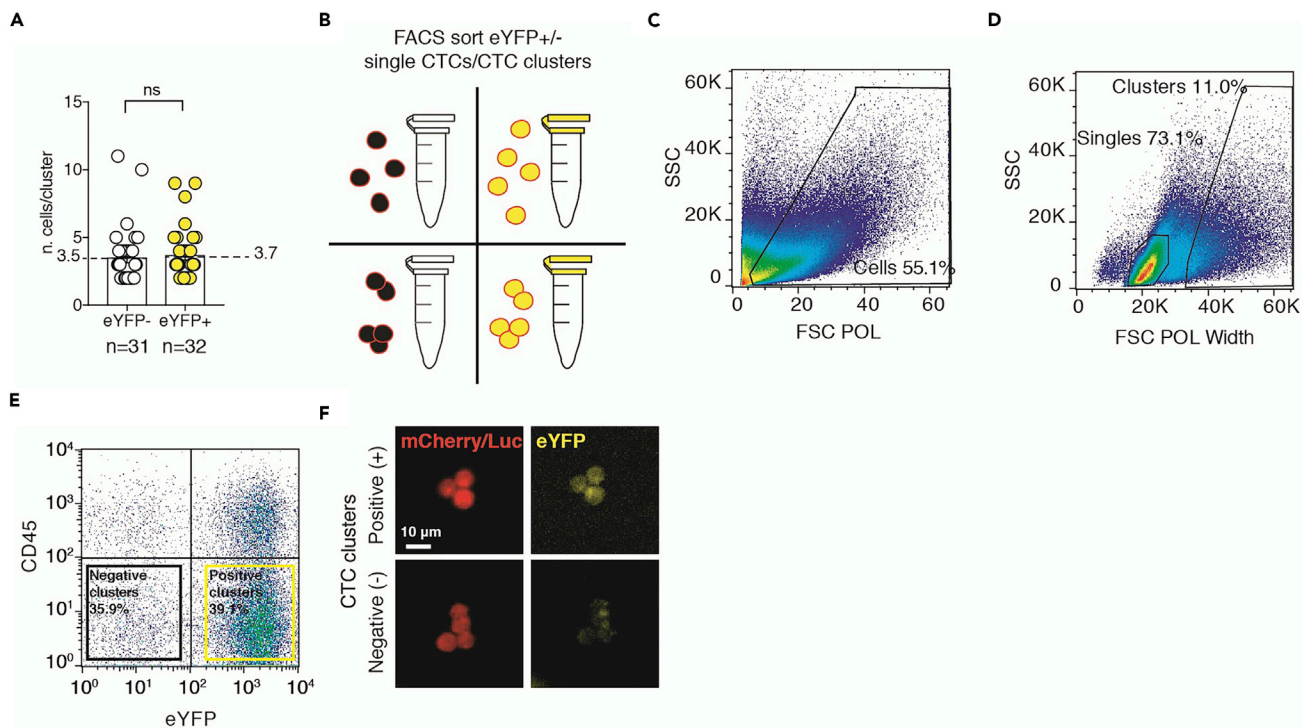 A
ns
15
10
5
0
n. cells/cluster
3.5
3.7
eYFP-
eYFP+
n=31
n=32
B
FACS sort eYFP+/-
single CTCs/CTC clusters
C
60K
40K
20K
0
SSC
Cells 55.1%
0
20
40
60
FSC POL
D
60K
40K
20K
0
SSC
Clusters 11.0%
Singles 73.1%
0
20K
40K
60K
FSC POL Width
E
10⁴
10³
10²
10¹
10⁰
CD45
Negative
clusters
35.9%
Positive
clusters
39.1%
10⁰
10¹
10²
10³
10⁴
eYFP
F
mCherry/Luc
eYFP
CTC clusters
Positive (+)
10 µm
Negative (-)